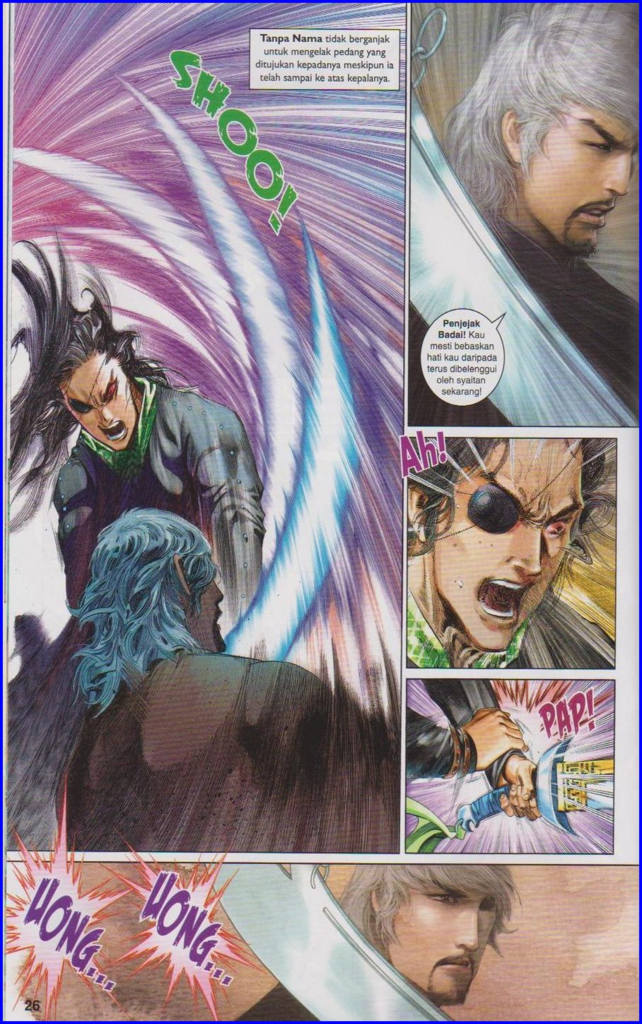 Tanpa Nama tidak berganjak
untuk mengelak pedang yang
ditujukan kepadanya meskipun ia
telah sampai ke atas kepalanya.
SHOOO!
Penjejak
Badai! Kau
mesti bebaskan
hati kau daripada
terus dibelenggui
oleh syaitan
sekarang!
Ah!
PAP!
UONG...
UONG...
26